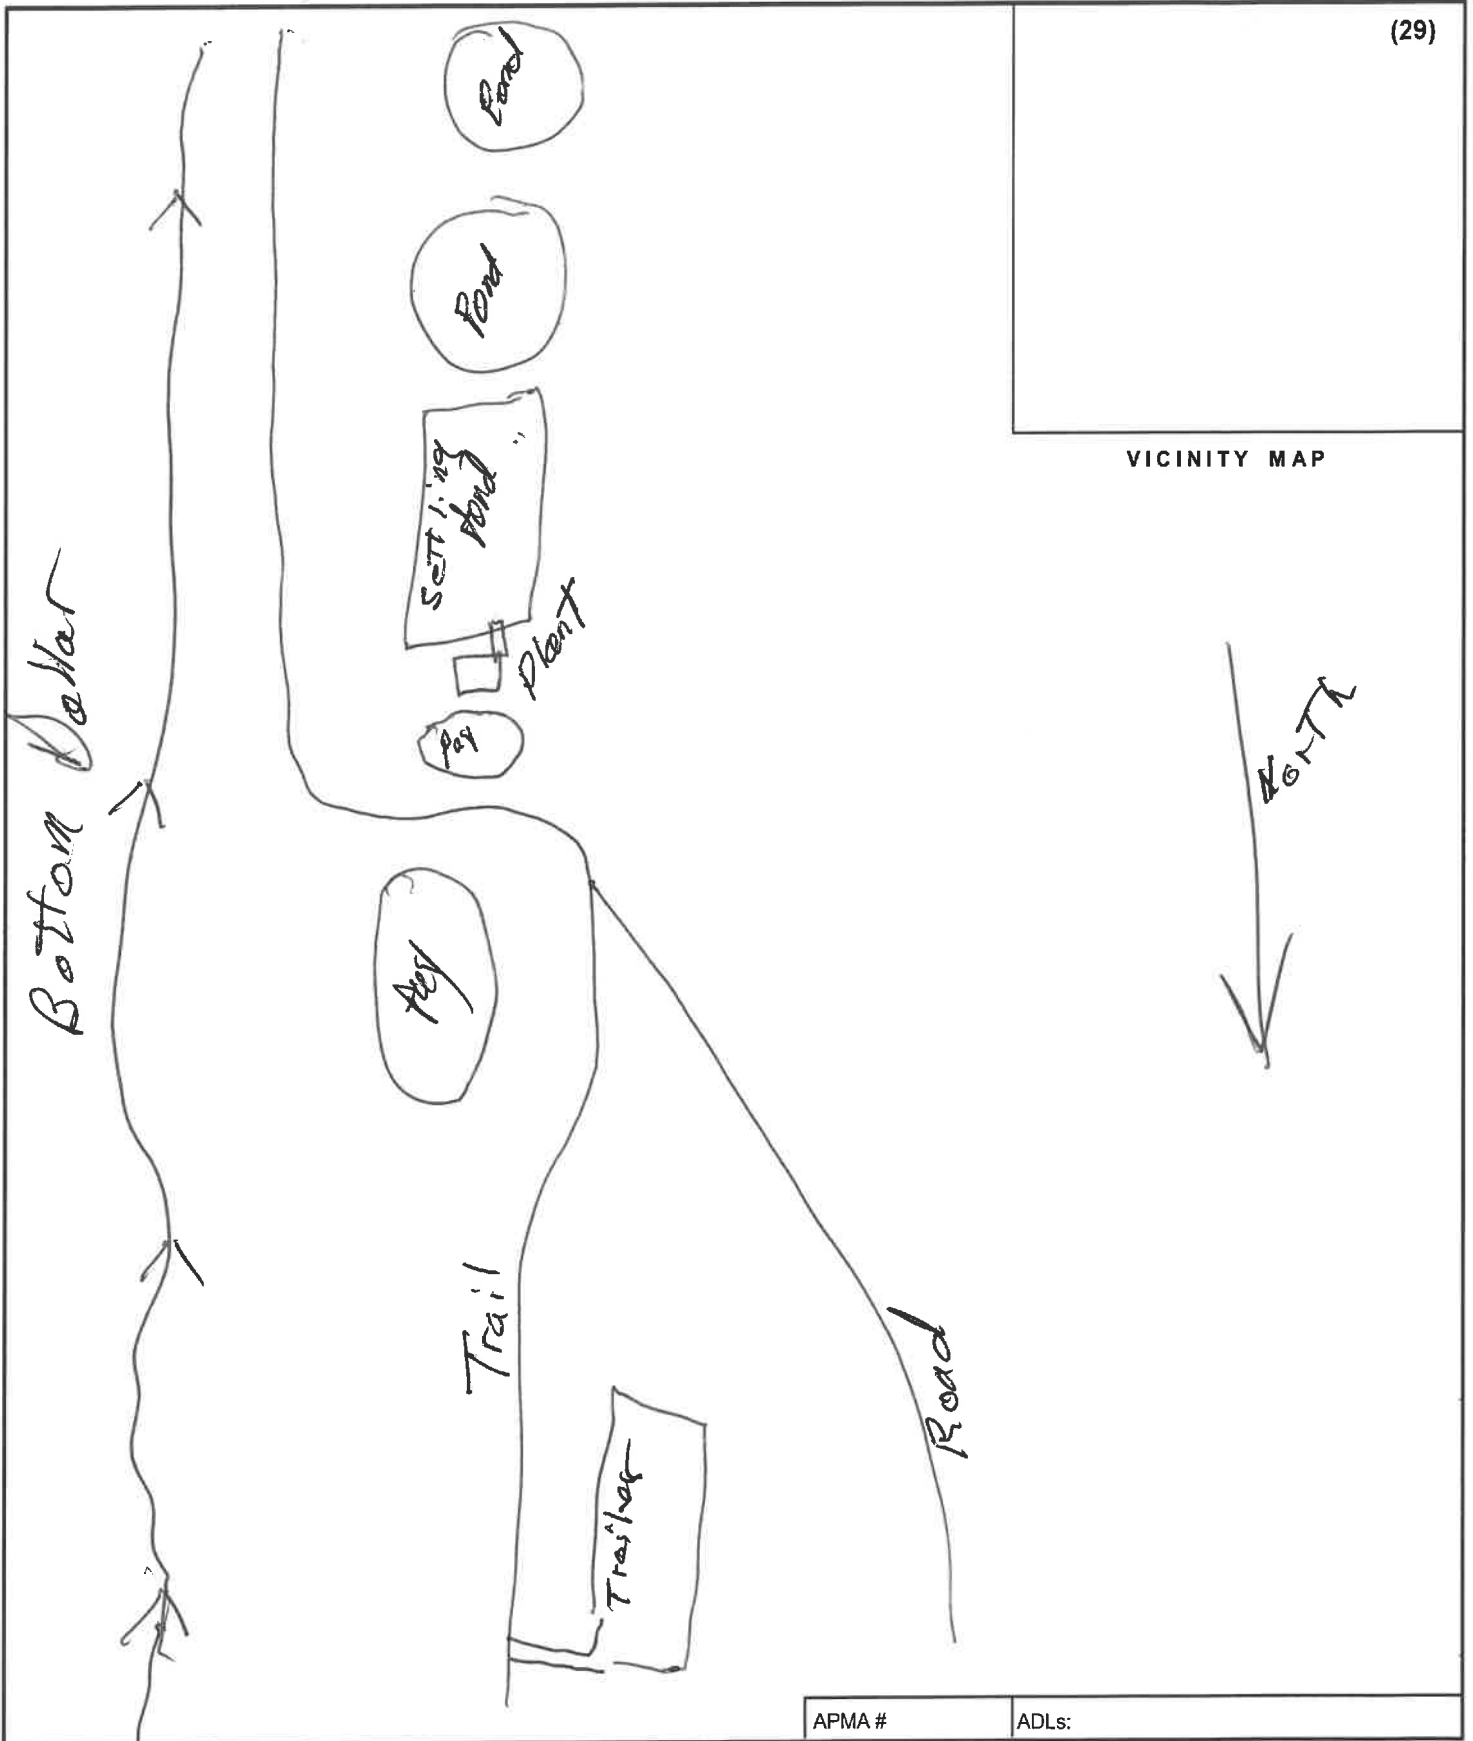 (29)
VICINITY MAP
Pond
Pond
Settling
Pond
Plant
Pay
Bottom Dollar
North
Trail
Road
Trailer
APMA #
ADLs: